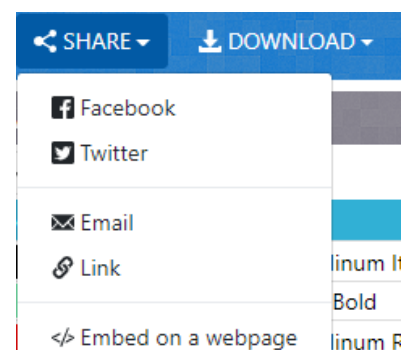 SHARE DOWNLOAD
Facebook
Twitter
Email
Link
Bold
</> Embed on a webpage